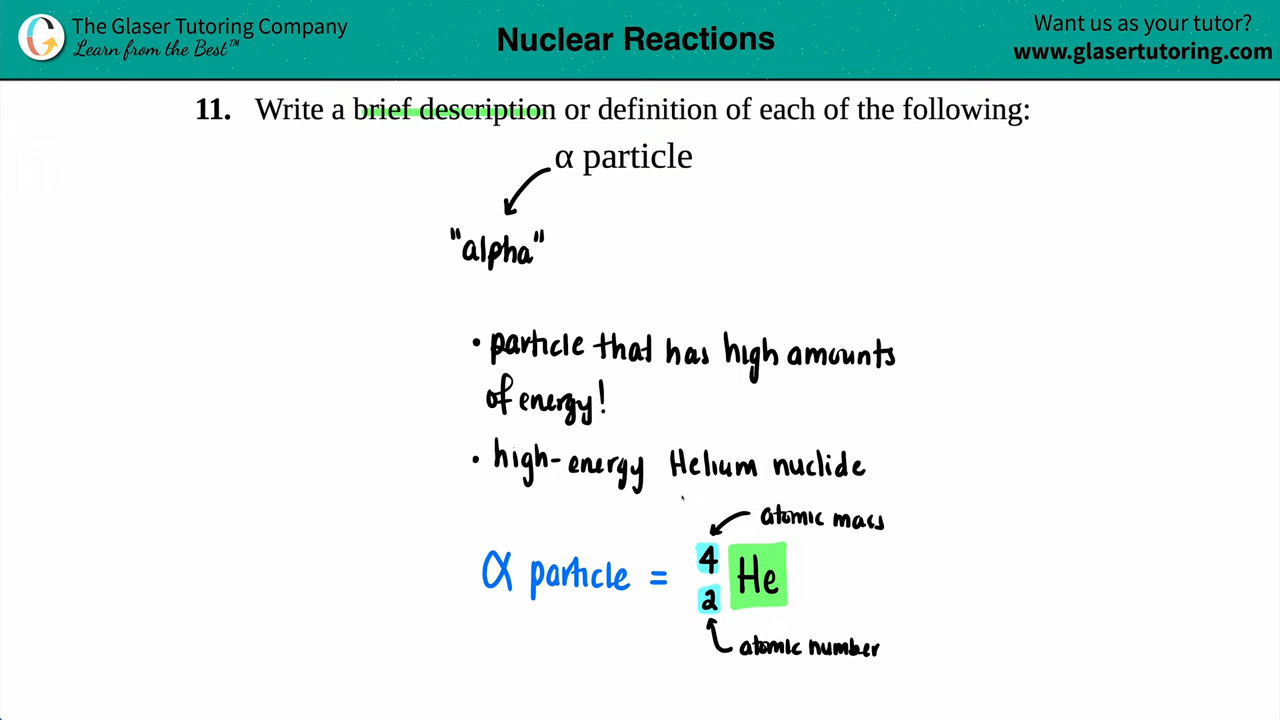 The Glaser Tutoring Company
Learn from the Best™
Nuclear Reactions
Want us as your tutor?
www.glasertutoring.com
11. Write a brief description or definition of each of the following:
α particle
"alpha"
• particle that has high amounts
of energy!
• high-energy Helium nuclide
atomic mass
α particle = 4 2 He
atomic number